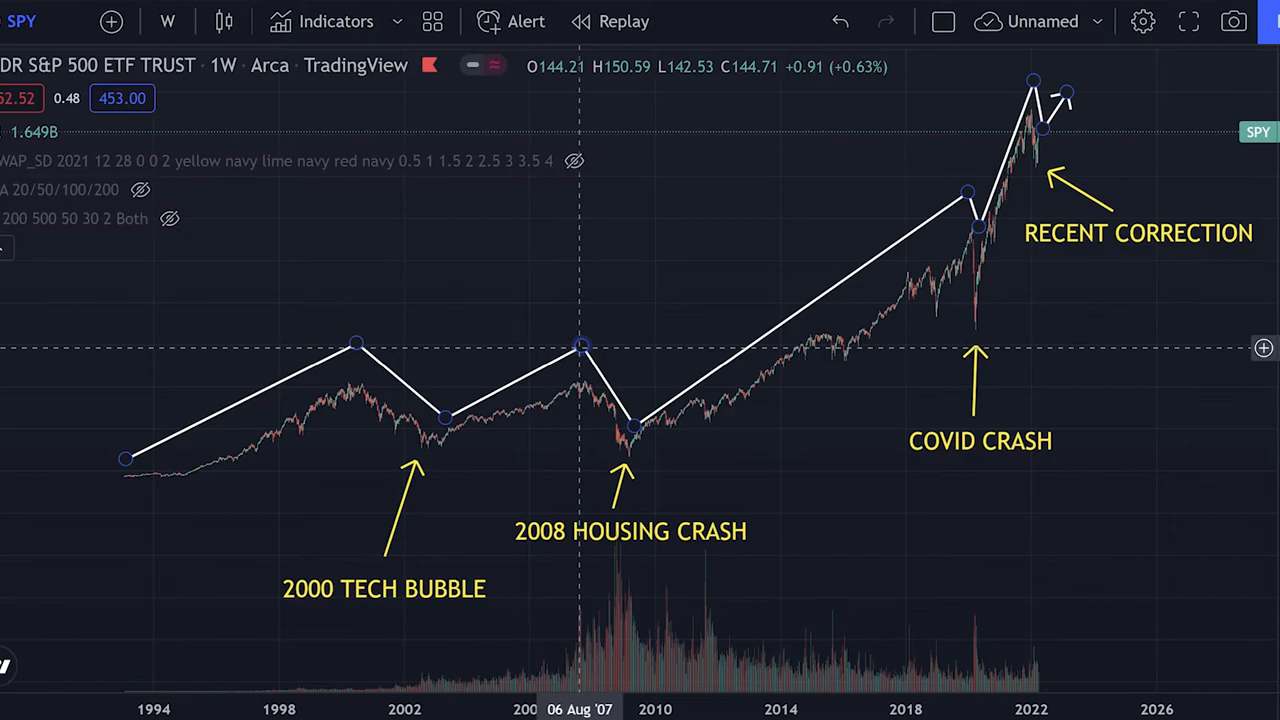 SPY W Indicators Alert Replay Unnamed
DR S&P 500 ETF TRUST · 1W · Arca · TradingView O144.21 H150.59 L142.53 C144.71 +0.91 (+0.63%)
52.52 0.48 453.00
1.649B
SPY
WAP_SD 2021 12 28 0 0 2 yellow navy lime navy red navy 0.5 1 1.5 2 2.5 3 3.5 4
A 20/50/100/200
200 500 50 30 2 Both
RECENT CORRECTION
COVID CRASH
2008 HOUSING CRASH
2000 TECH BUBBLE
1994 1998 2002 200 06 Aug '07 2010 2014 2018 2022 2026